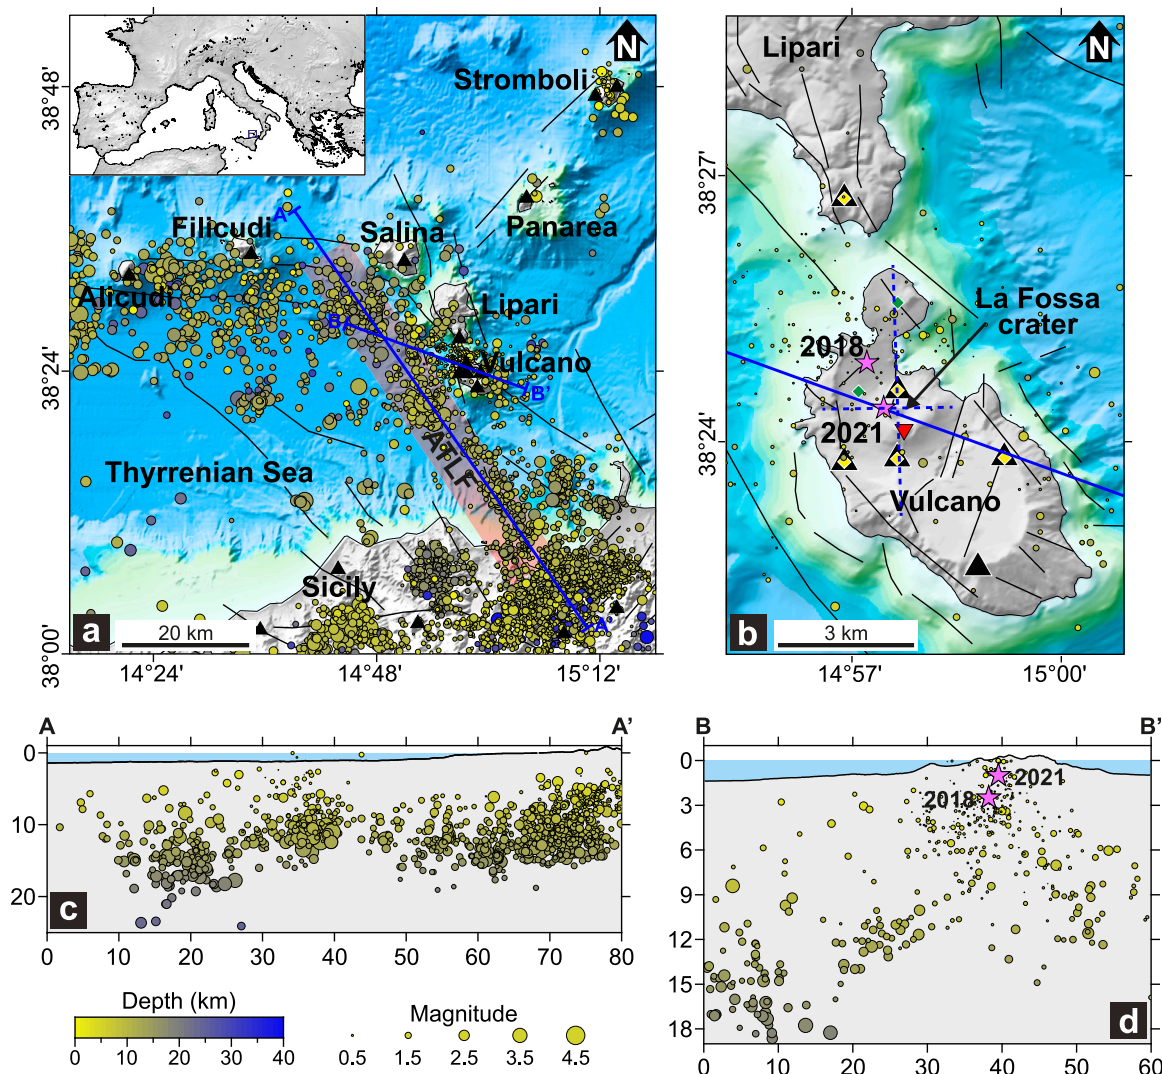 N
Stromboli
38°48'
A
Filicudi
Salina
Panarea
Alicudi
Lipari
B
Vulcano
B'
38°24'
ATLF
Thyrrenian Sea
Sicily
A'
a
20 km
38°00'
14°24'
14°48'
15°12'
N
Lipari
38°27'
La Fossa
crater
2018
2021
38°24'
Vulcano
b
3 km
14°57'
15°00'
A
A'
0
10
20
c
0
10
20
30
40
50
60
70
80
B
B'
0
3
6
9
12
15
18
2021
2018
d
0
10
20
30
40
50
60
Depth (km)
0
10
20
30
40
Magnitude
0.5
1.5
2.5
3.5
4.5